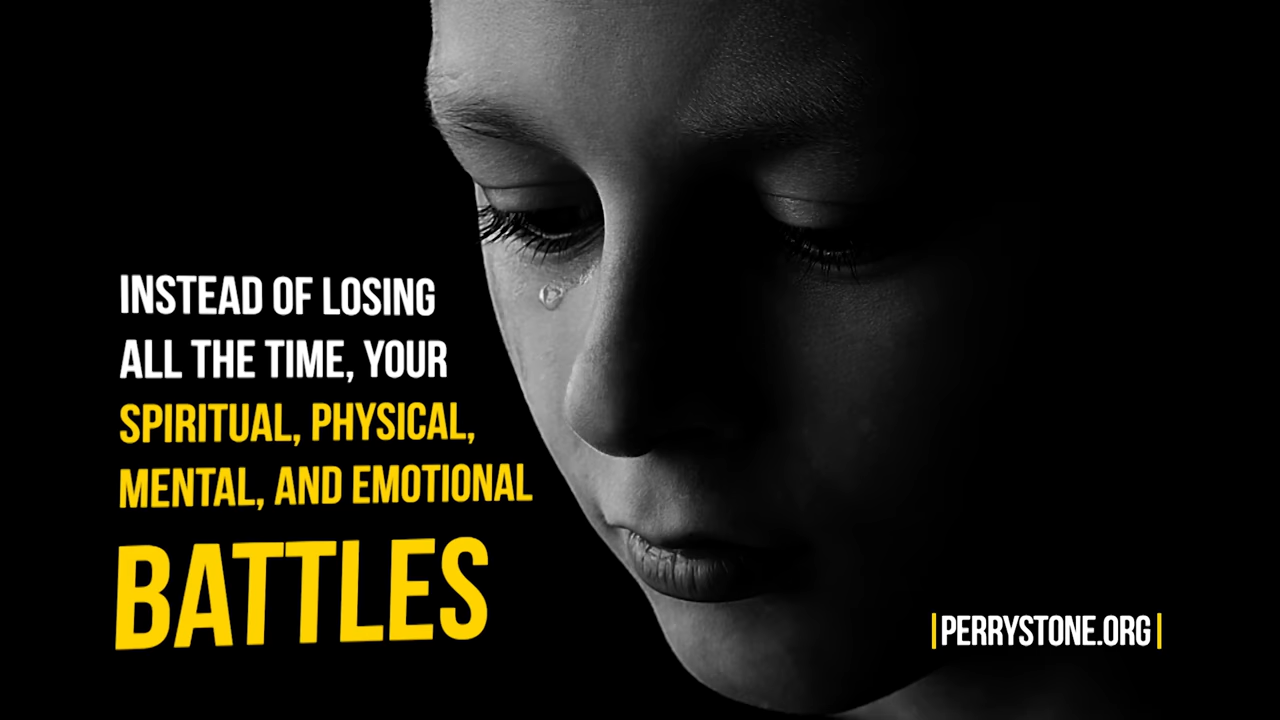 INSTEAD OF LOSING
ALL THE TIME, YOUR
SPIRITUAL, PHYSICAL,
MENTAL, AND EMOTIONAL
BATTLES
|PERRYSTONE.ORG|